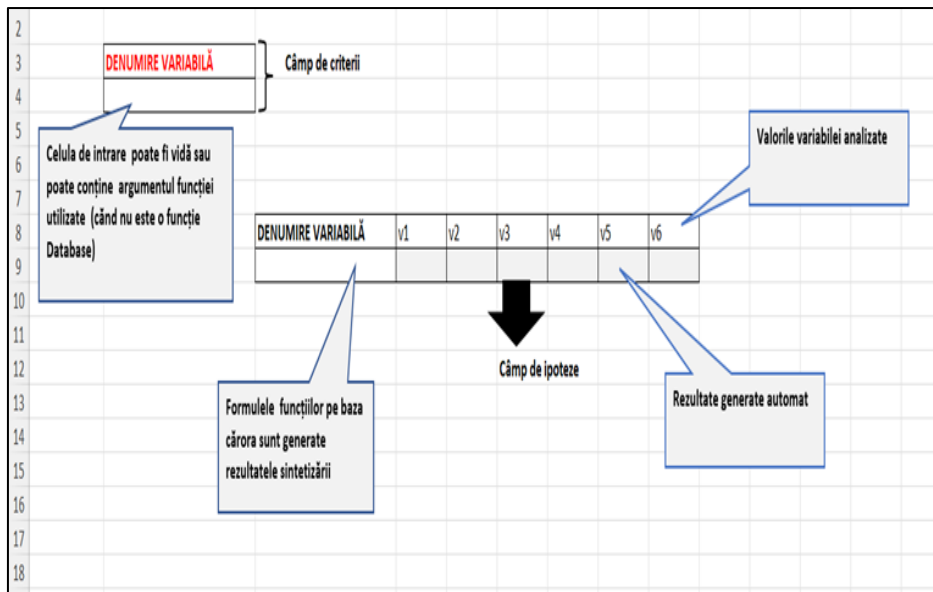 2
3
DENUMIRE VARIABILĂ
Câmp de criterii
4
5
Celula de intrare poate fi vidă sau
poate conține argumentul funcției
utilizate (când nu este o funcție
Database)
Valorile variabilei analizate
6
7
8
DENUMIRE VARIABILĂ v1 v2 v3 v4 v5 v6
9
10
11
12
Câmp de ipoteze
13
Formulele funcțiilor pe baza
cărora sunt generate
rezultatele sintetizării
Rezultate generate automat
14
15
16
17
18